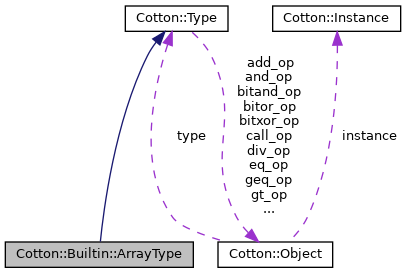 Cotton::Type
Cotton::Instance
add_op
and_op
bitand_op
bitor_op
bitxor_op
call_op
div_op
eq_op
geq_op
gt_op
...
type
instance
Cotton::Builtin::ArrayType
Cotton::Object